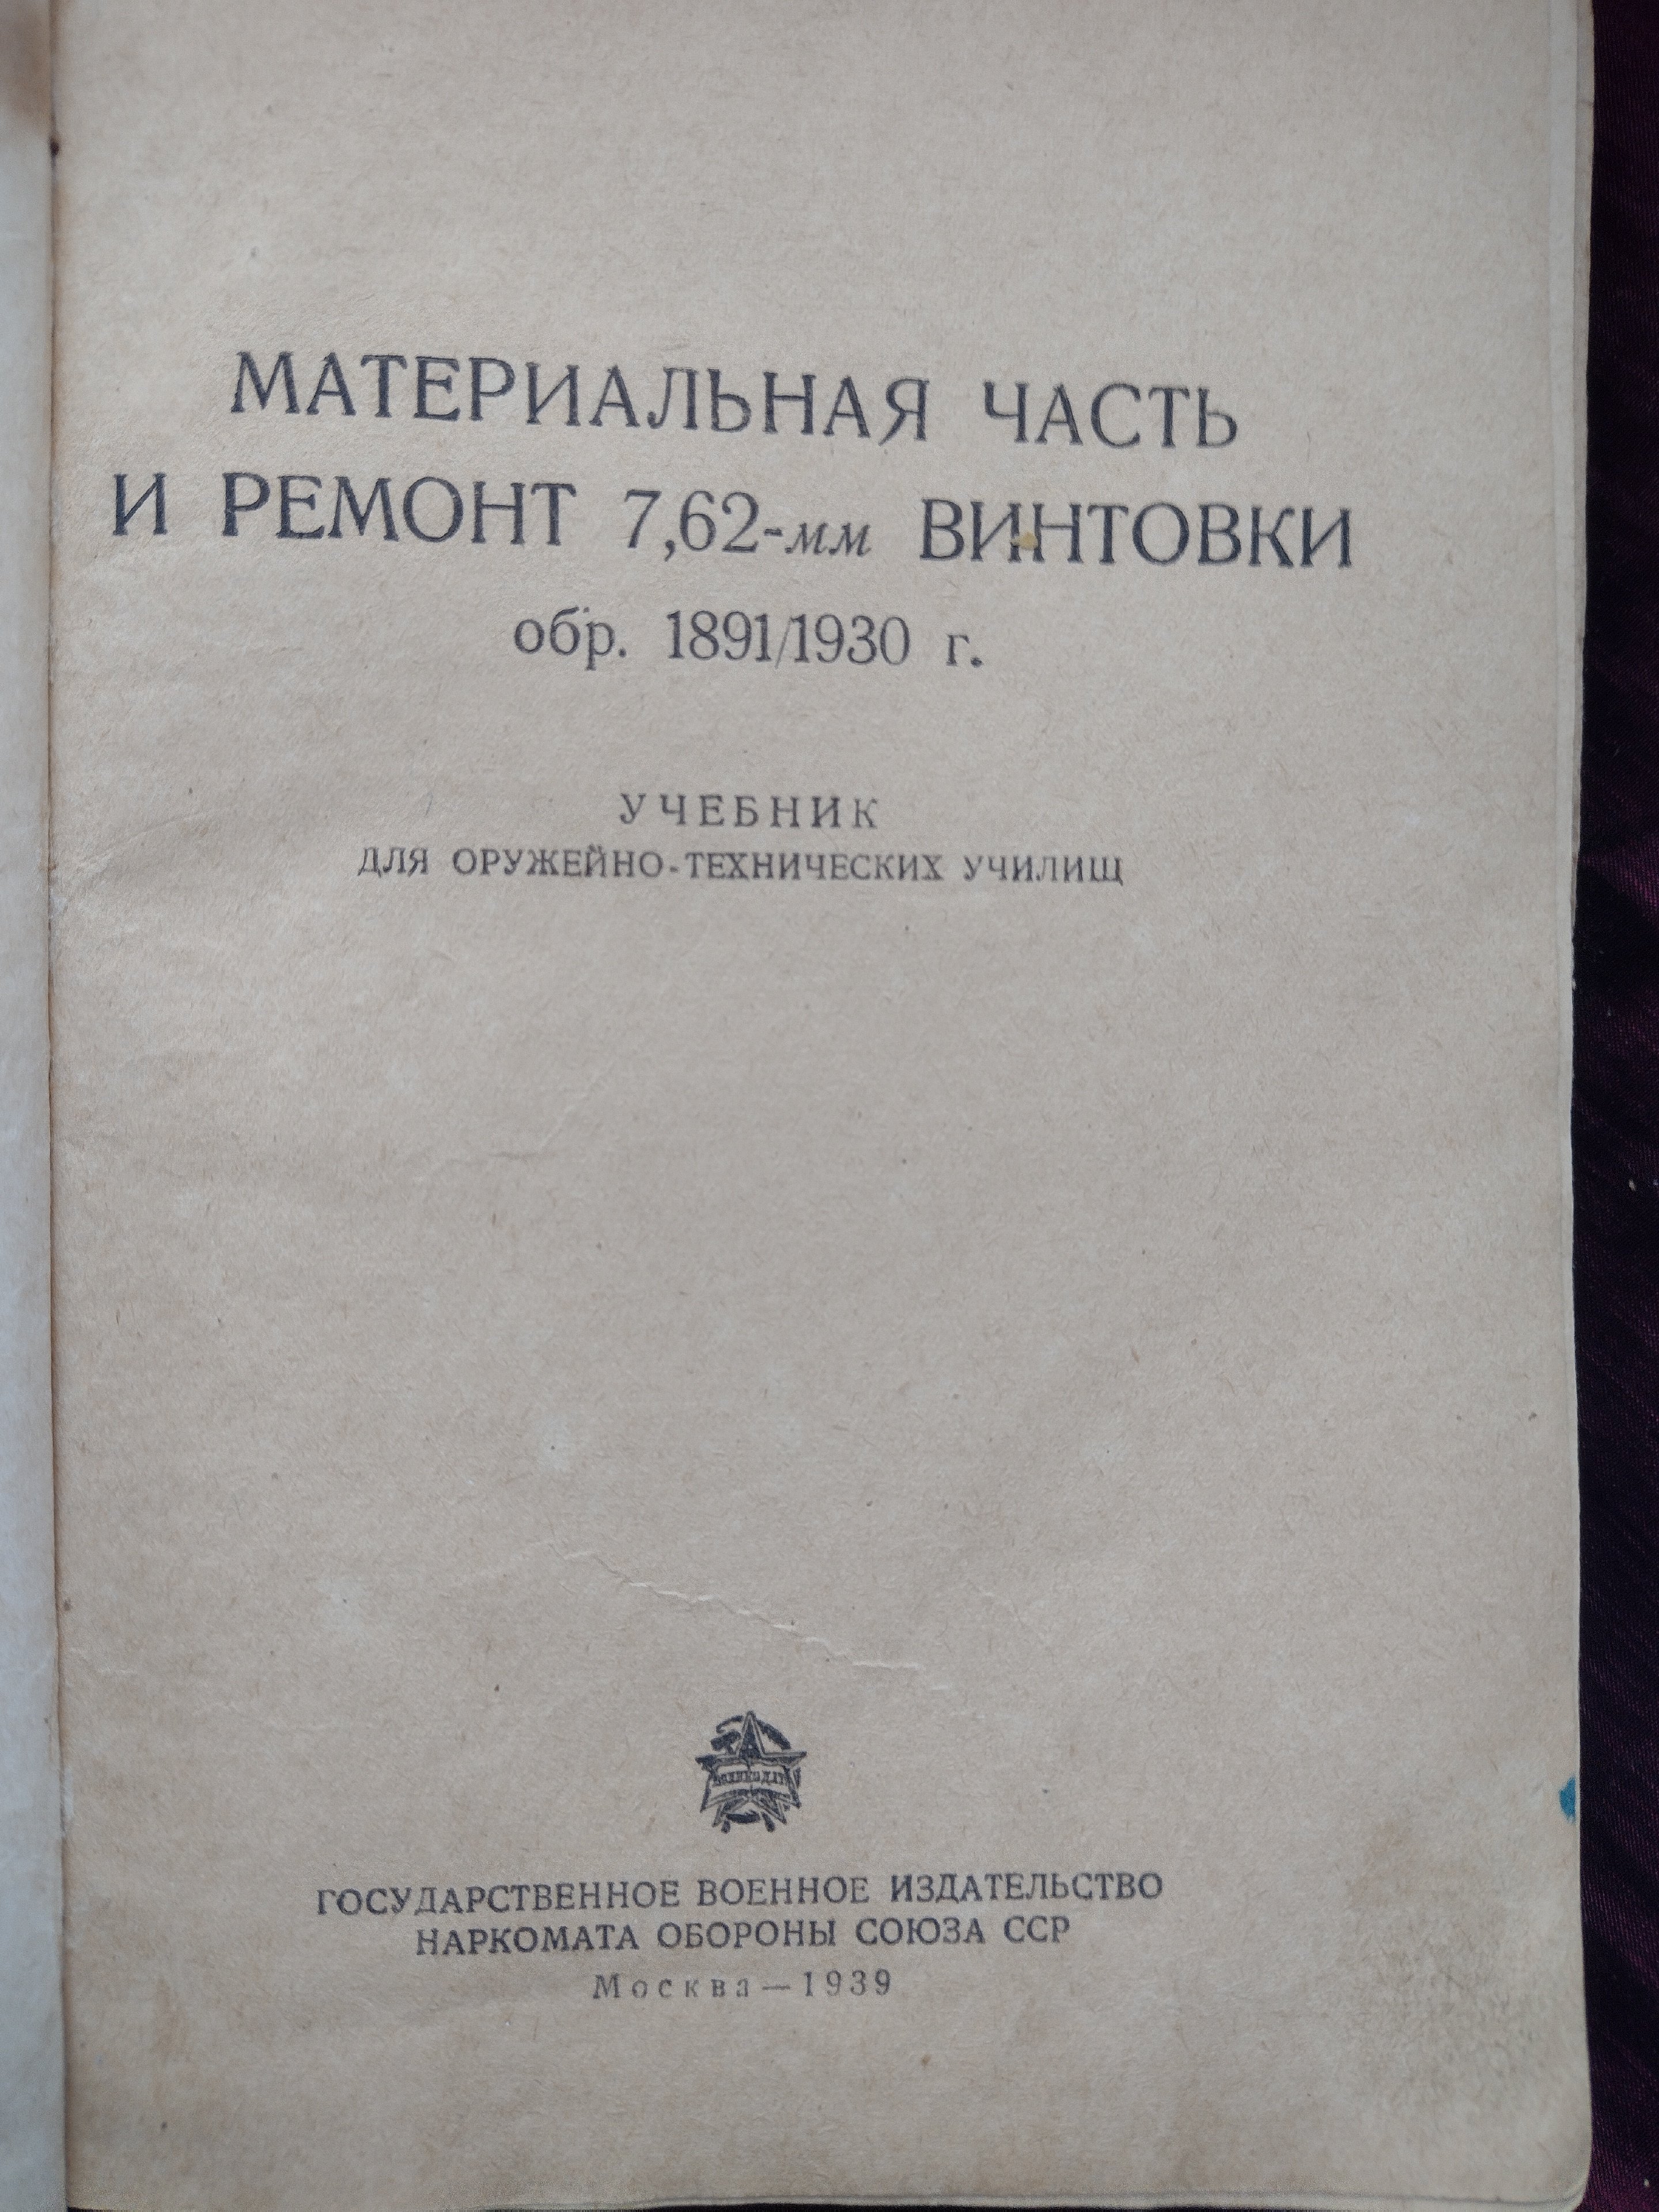 МАТЕРИАЛЬНАЯ ЧАСТЬ
И РЕМОНТ 7,62-мм ВИНТОВКИ
обр. 1891/1930 г.
УЧЕБНИК
ДЛЯ ОРУЖЕЙНО-ТЕХНИЧЕСКИХ УЧИЛИЩ
ВОЕНИЗДАТ
ГОСУДАРСТВЕННОЕ ВОЕННОЕ ИЗДАТЕЛЬСТВО
НАРКОМАТА ОБОРОНЫ СОЮЗА ССР
Москва—1939